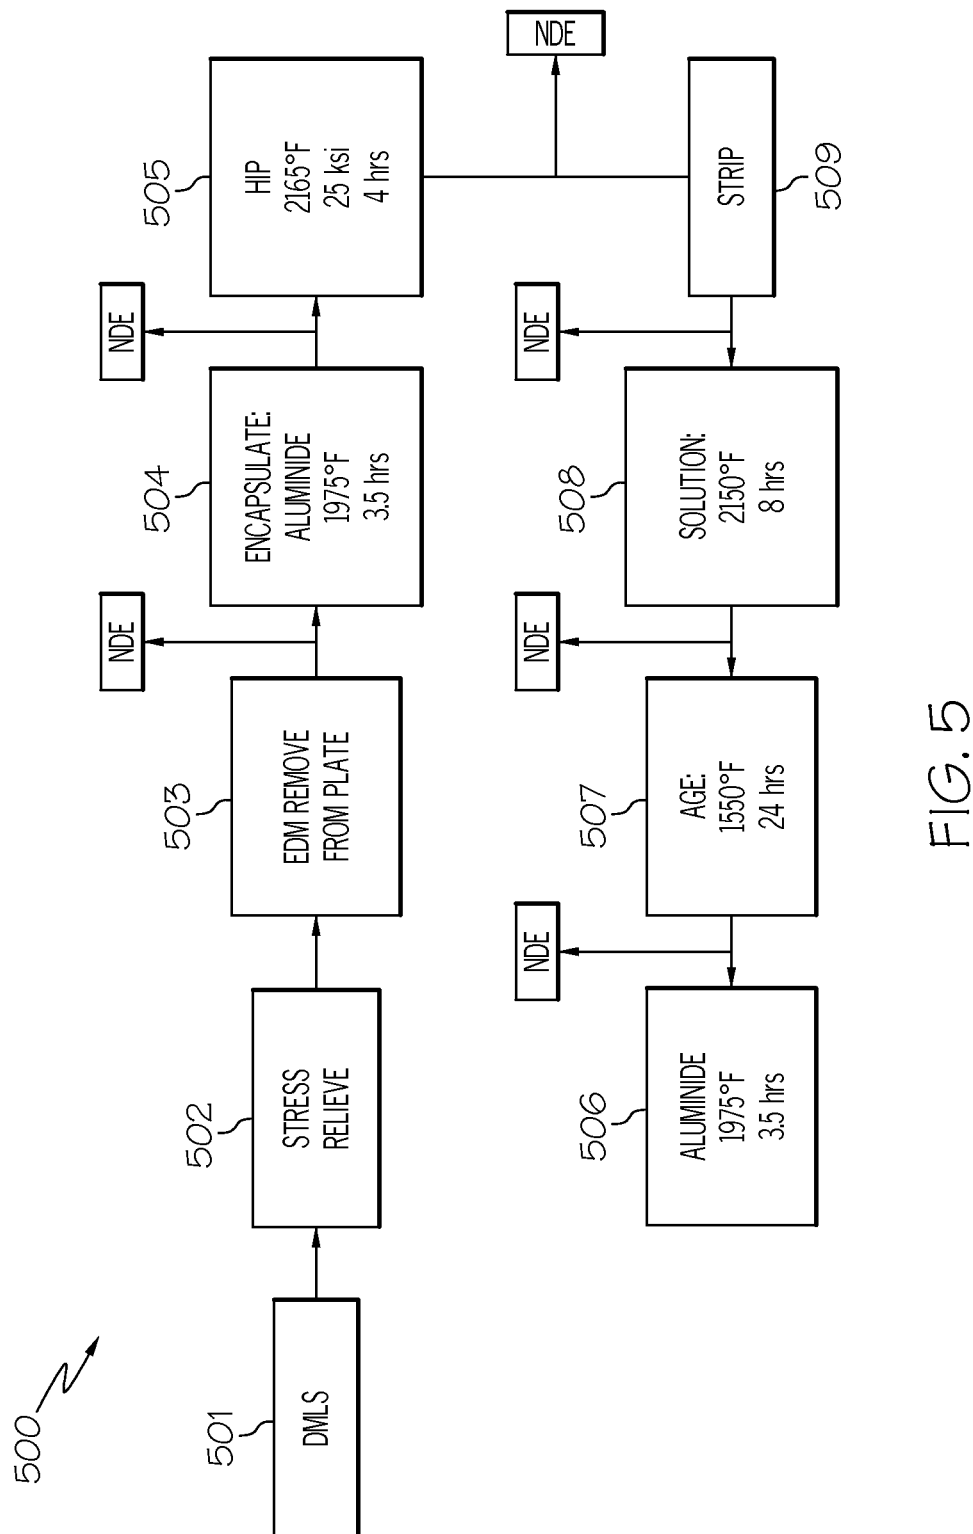 500
501
DMLS
502
STRESS
RELIEVE
503
EDM REMOVE
FROM PLATE
NDE
504
ENCAPSULATE:
ALUMINIDE
1975°F
3.5 hrs
NDE
505
HIP
2165°F
25 ksi
4 hrs
NDE
STRIP
509
NDE
508
SOLUTION:
2150°F
8 hrs
NDE
507
AGE:
1550°F
24 hrs
NDE
506
ALUMINIDE
1975°F
3.5 hrs
FIG. 5